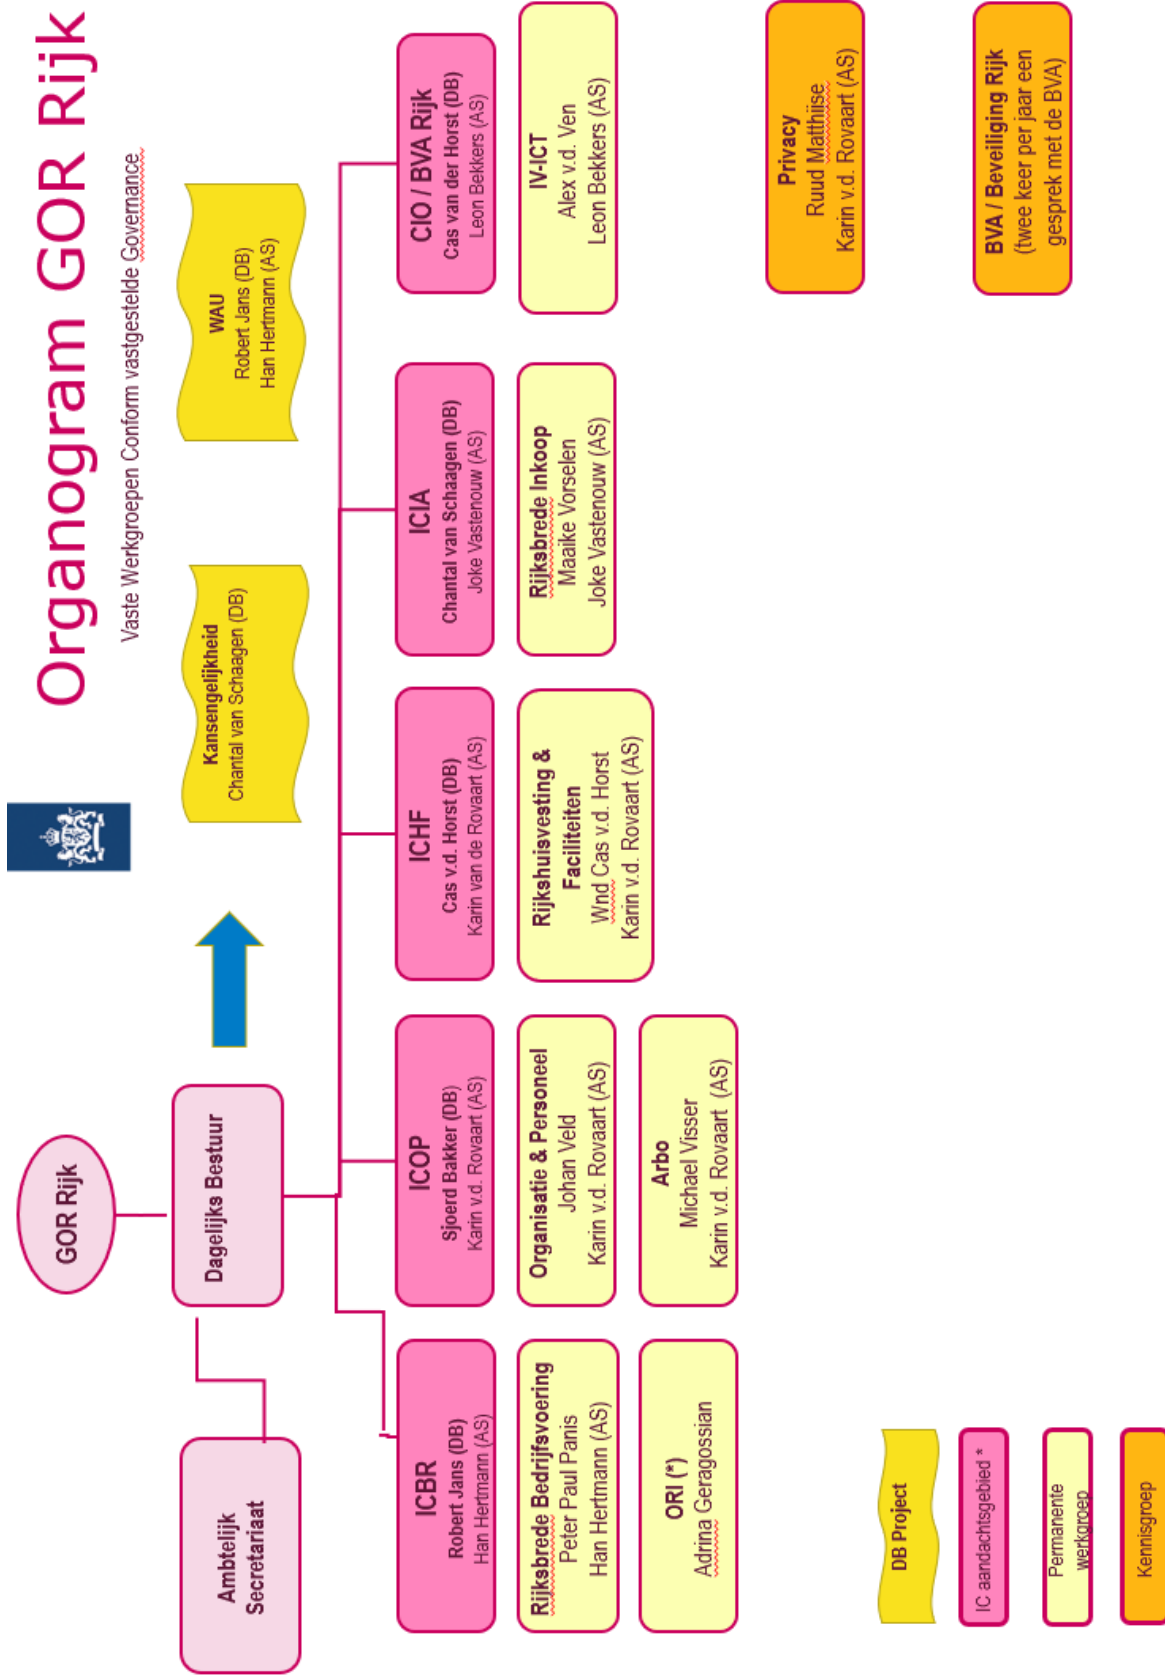 Organogram GOR Rijk
Vaste Werkgroepen Conform vastgestelde Governance
GOR Rijk
Ambtelijk
Secretariaat
Dagelijks Bestuur
Kansengelijkheid
Chantal van Schaagen (DB)
WAU
Robert Jans (DB)
Han Hertmann (AS)
ICBR
Robert Jans (DB)
Han Hertmann (AS)
Rijksbrede Bedrijfsvoering
Peter Paul Panis
Han Hertmann (AS)
ORI (*)
Adrina Geragossian
ICOP
Sjoerd Bakker (DB)
Karin v.d. Rovaart (AS)
Organisatie & Personeel
Johan Veld
Karin v.d. Rovaart (AS)
Arbo
Michael Visser
Karin v.d. Rovaart (AS)
ICHF
Cas v.d. Horst (DB)
Karin van de Rovaart (AS)
Rijkshuisvesting &
Faciliteiten
Wnd Cas v.d. Horst
Karin v.d. Rovaart (AS)
ICIA
Chantal van Schaagen (DB)
Joke Vastenouw (AS)
Rijksbrede Inkoop
Maaike Vorselen
Joke Vastenouw (AS)
CIO / BVA Rijk
Cas van der Horst (DB)
Leon Bekkers (AS)
IV-ICT
Alex v.d. Ven
Leon Bekkers (AS)
Privacy
Ruud Matthijse
Karin v.d. Rovaart (AS)
BVA / Beveiliging Rijk
(twee keer per jaar een
gesprek met de BVA)
DB Project
IC aandachtsgebied *
Permanente
werkgroep
Kennisgroep